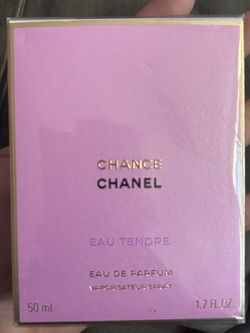 CHANCE
CHANEL
EAU TENDRE
EAU DE PARFUM
VAPORISATEUR SPRAY
50 ml 1.7 FL. OZ.